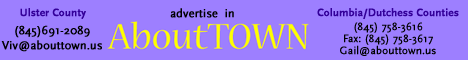 Ulster County
(845)691-2089
Viv@abouttown.us
advertise in
AboutTOWN
Columbia/Dutchess Counties
(845) 758-3616
Fax: (845) 758-3617
Gail@abouttown.us